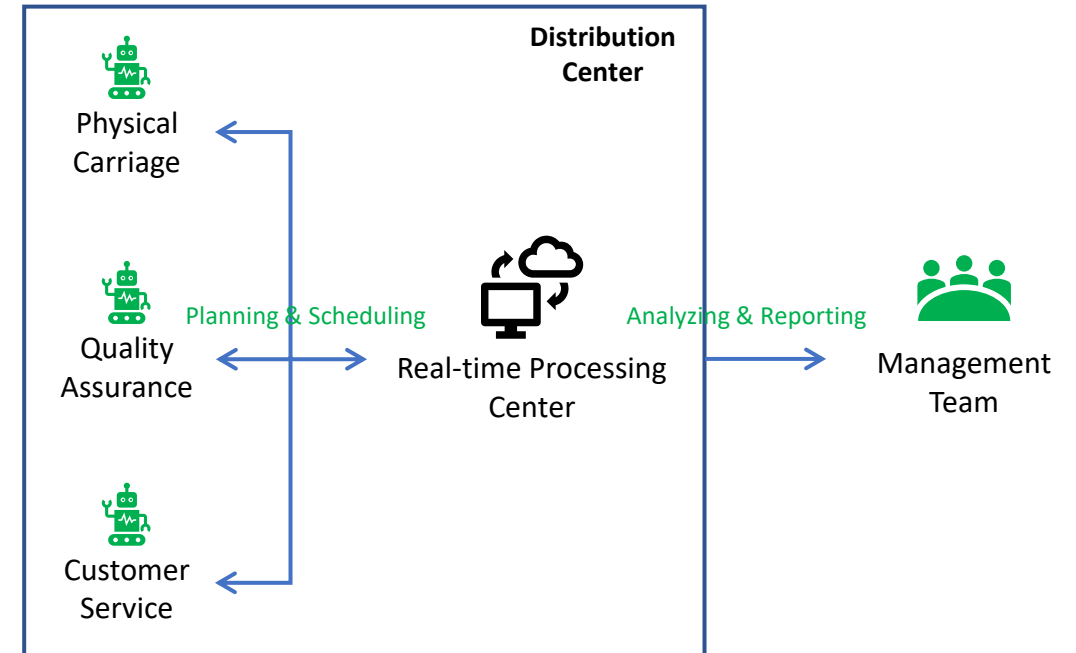 Distribution
Center
Physical
Carriage
Planning & Scheduling
Analyzing & Reporting
Quality
Assurance
Real-time Processing
Center
Management
Team
Customer
Service